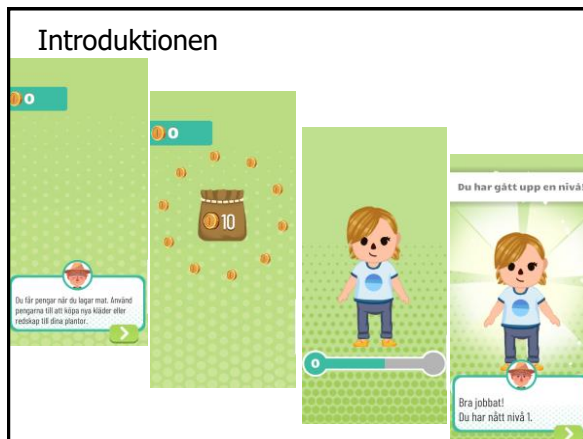 Introduktionen
0
Du får pengar när du lagar mat. Använd
pengarna till att köpa nya kläder eller
redskap till dina plantor.
0
10
0
Du har gått upp en nivå!
Bra jobbat!
Du har nått nivå 1.